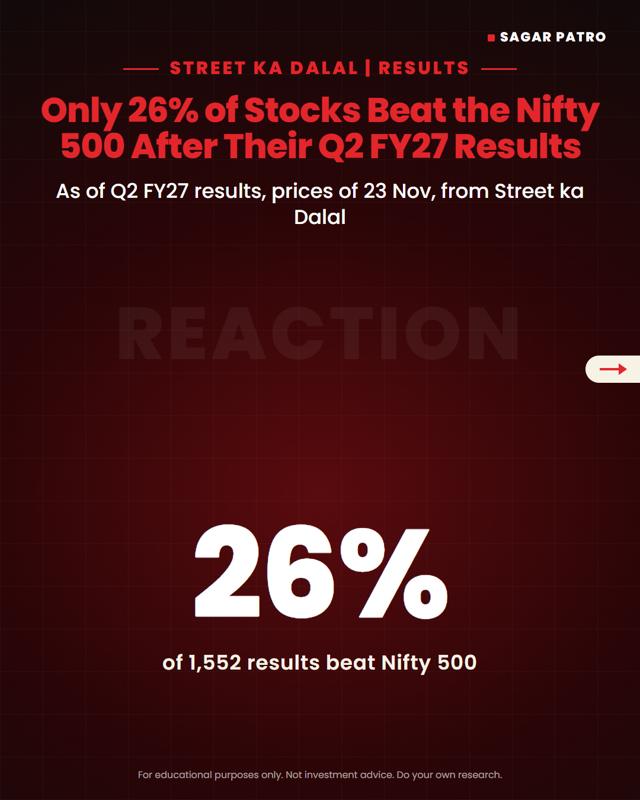 SAGAR PATRO
STREET KA DALAL | RESULTS
Only 26% of Stocks Beat the Nifty
500 After Their Q2 FY27 Results
As of Q2 FY27 results, prices of 23 Nov, from Street ka
Dalal
REACTION
26%
of 1,552 results beat Nifty 500
For educational purposes only. Not investment advice. Do your own research.